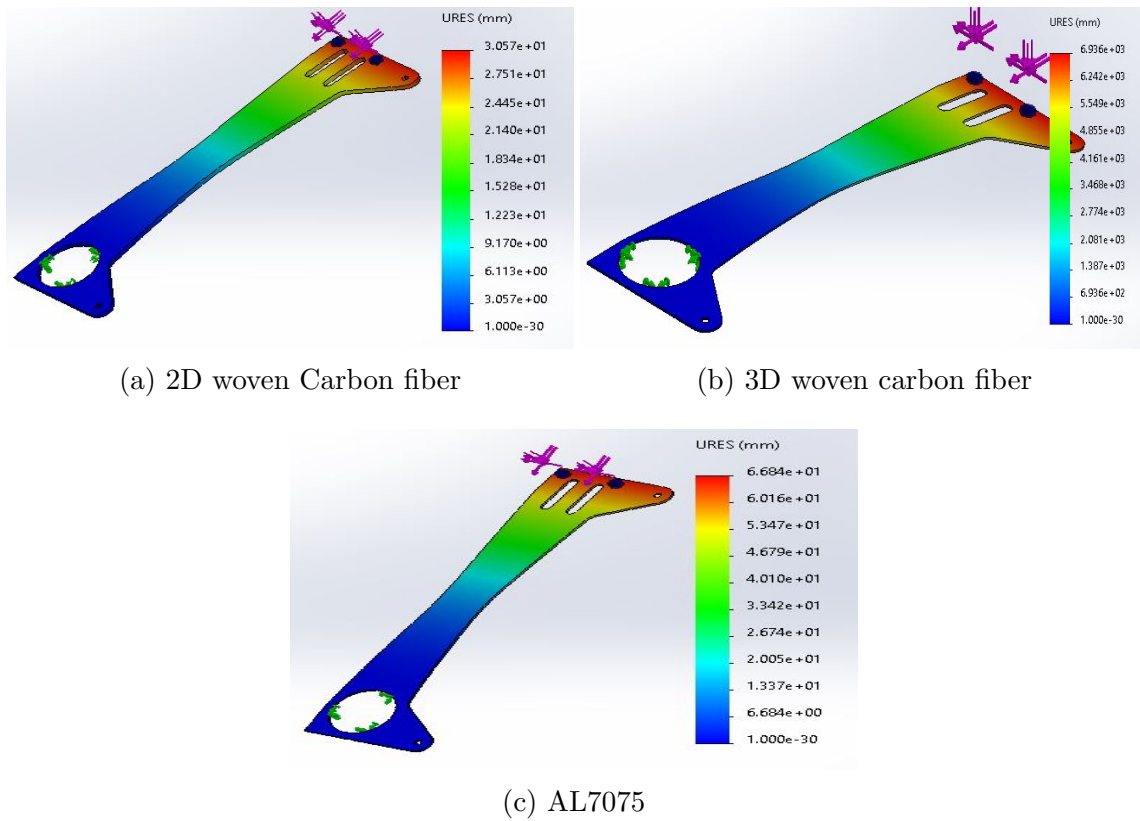 URES (mm)
3.057e+01
2.751e+01
2.445e+01
2.140e+01
1.834e+01
1.528e+01
1.223e+01
9.170e+00
6.113e+00
3.057e+00
1.000e-30
URES (mm)
6.936e+03
6.242e+03
5.549e+03
4.855e+03
4.161e+03
3.468e+03
2.774e+03
2.081e+03
1.387e+03
6.936e+02
1.000e-30
(a) 2D woven Carbon fiber
(b) 3D woven carbon fiber
URES (mm)
6.684e+01
6.016e+01
5.347e+01
4.679e+01
4.010e+01
3.342e+01
2.674e+01
2.005e+01
1.337e+01
6.684e+00
1.000e-30
(c) AL7075